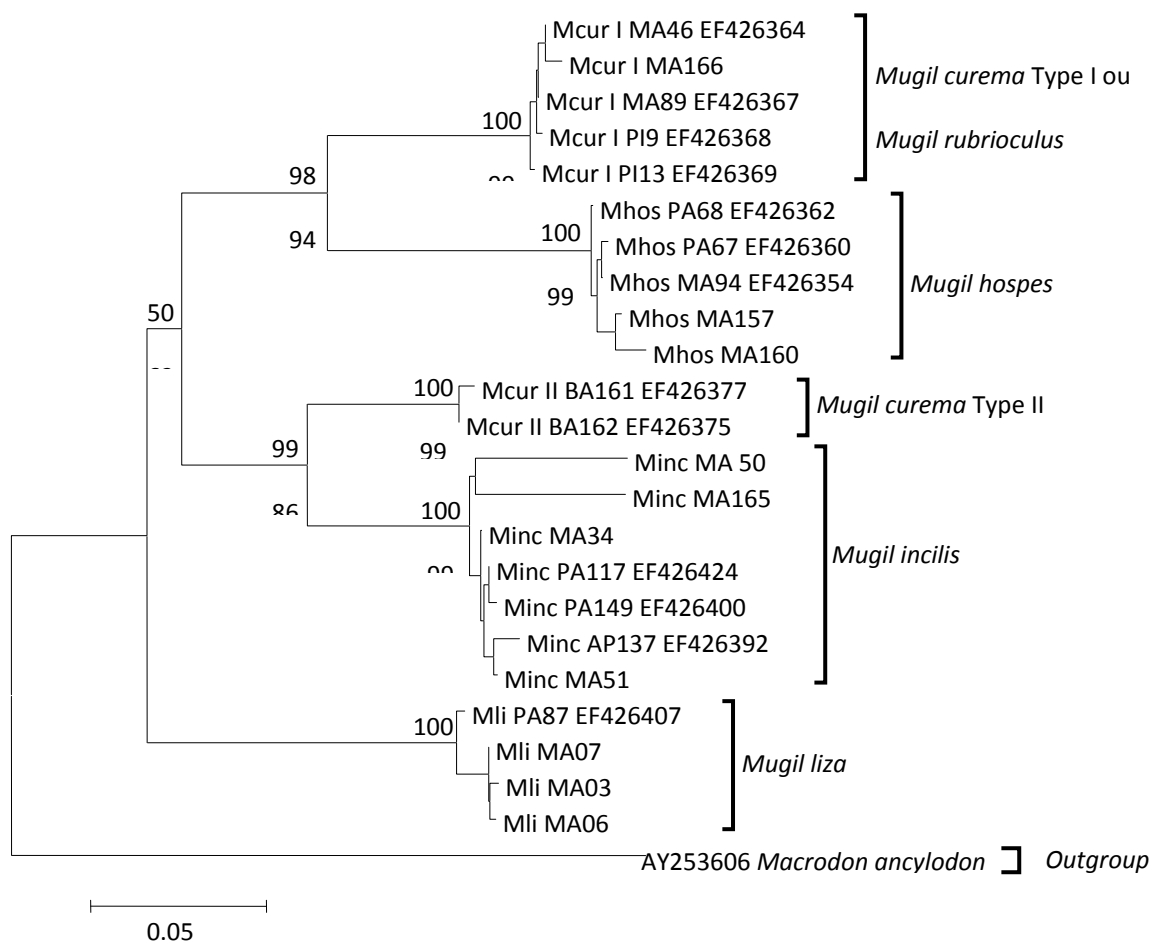 Mcur I MA46 EF426364
Mcur I MA166
Mugil curema Type I ou
Mcur I MA89 EF426367
100
Mcur I PI9 EF426368
Mugil rubrioculus
98
Mcur I PI13 EF426369
Mhos PA68 EF426362
94
100
Mhos PA67 EF426360
99
Mhos MA94 EF426354
Mugil hospes
50
Mhos MA157
Mhos MA160
100
Mcur II BA161 EF426377
Mugil curema Type II
Mcur II BA162 EF426375
99
99
Minc MA 50
Minc MA165
86
100
Minc MA34
Mugil incilis
Minc PA117 EF426424
Minc PA149 EF426400
Minc AP137 EF426392
Minc MA51
Mli PA87 EF426407
100
Mli MA07
Mugil liza
Mli MA03
Mli MA06
AY253606 Macrodon ancylodon
Outgroup
0.05